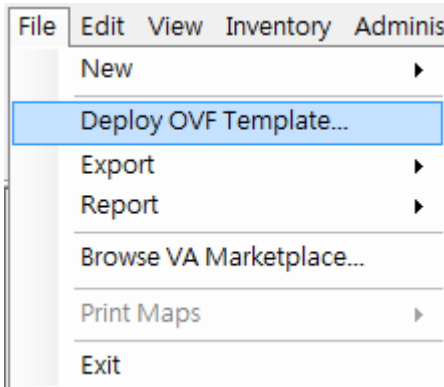 File Edit View Inventory Adminis
New
Deploy OVF Template...
Export
Report
Browse VA Marketplace...
Print Maps
Exit